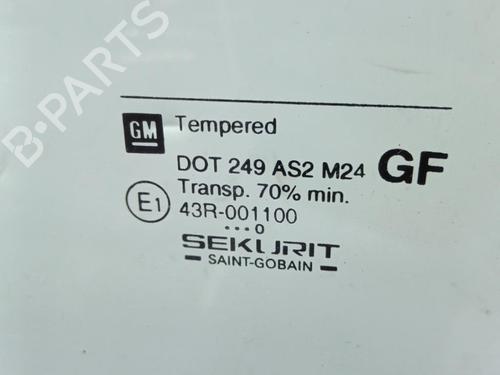 B-PARTS
GM Tempered
DOT 249 AS2 M24 GF
Transp. 70% min.
E1 43R-001100
...0
SEKURIT
SAINT-GOBAIN